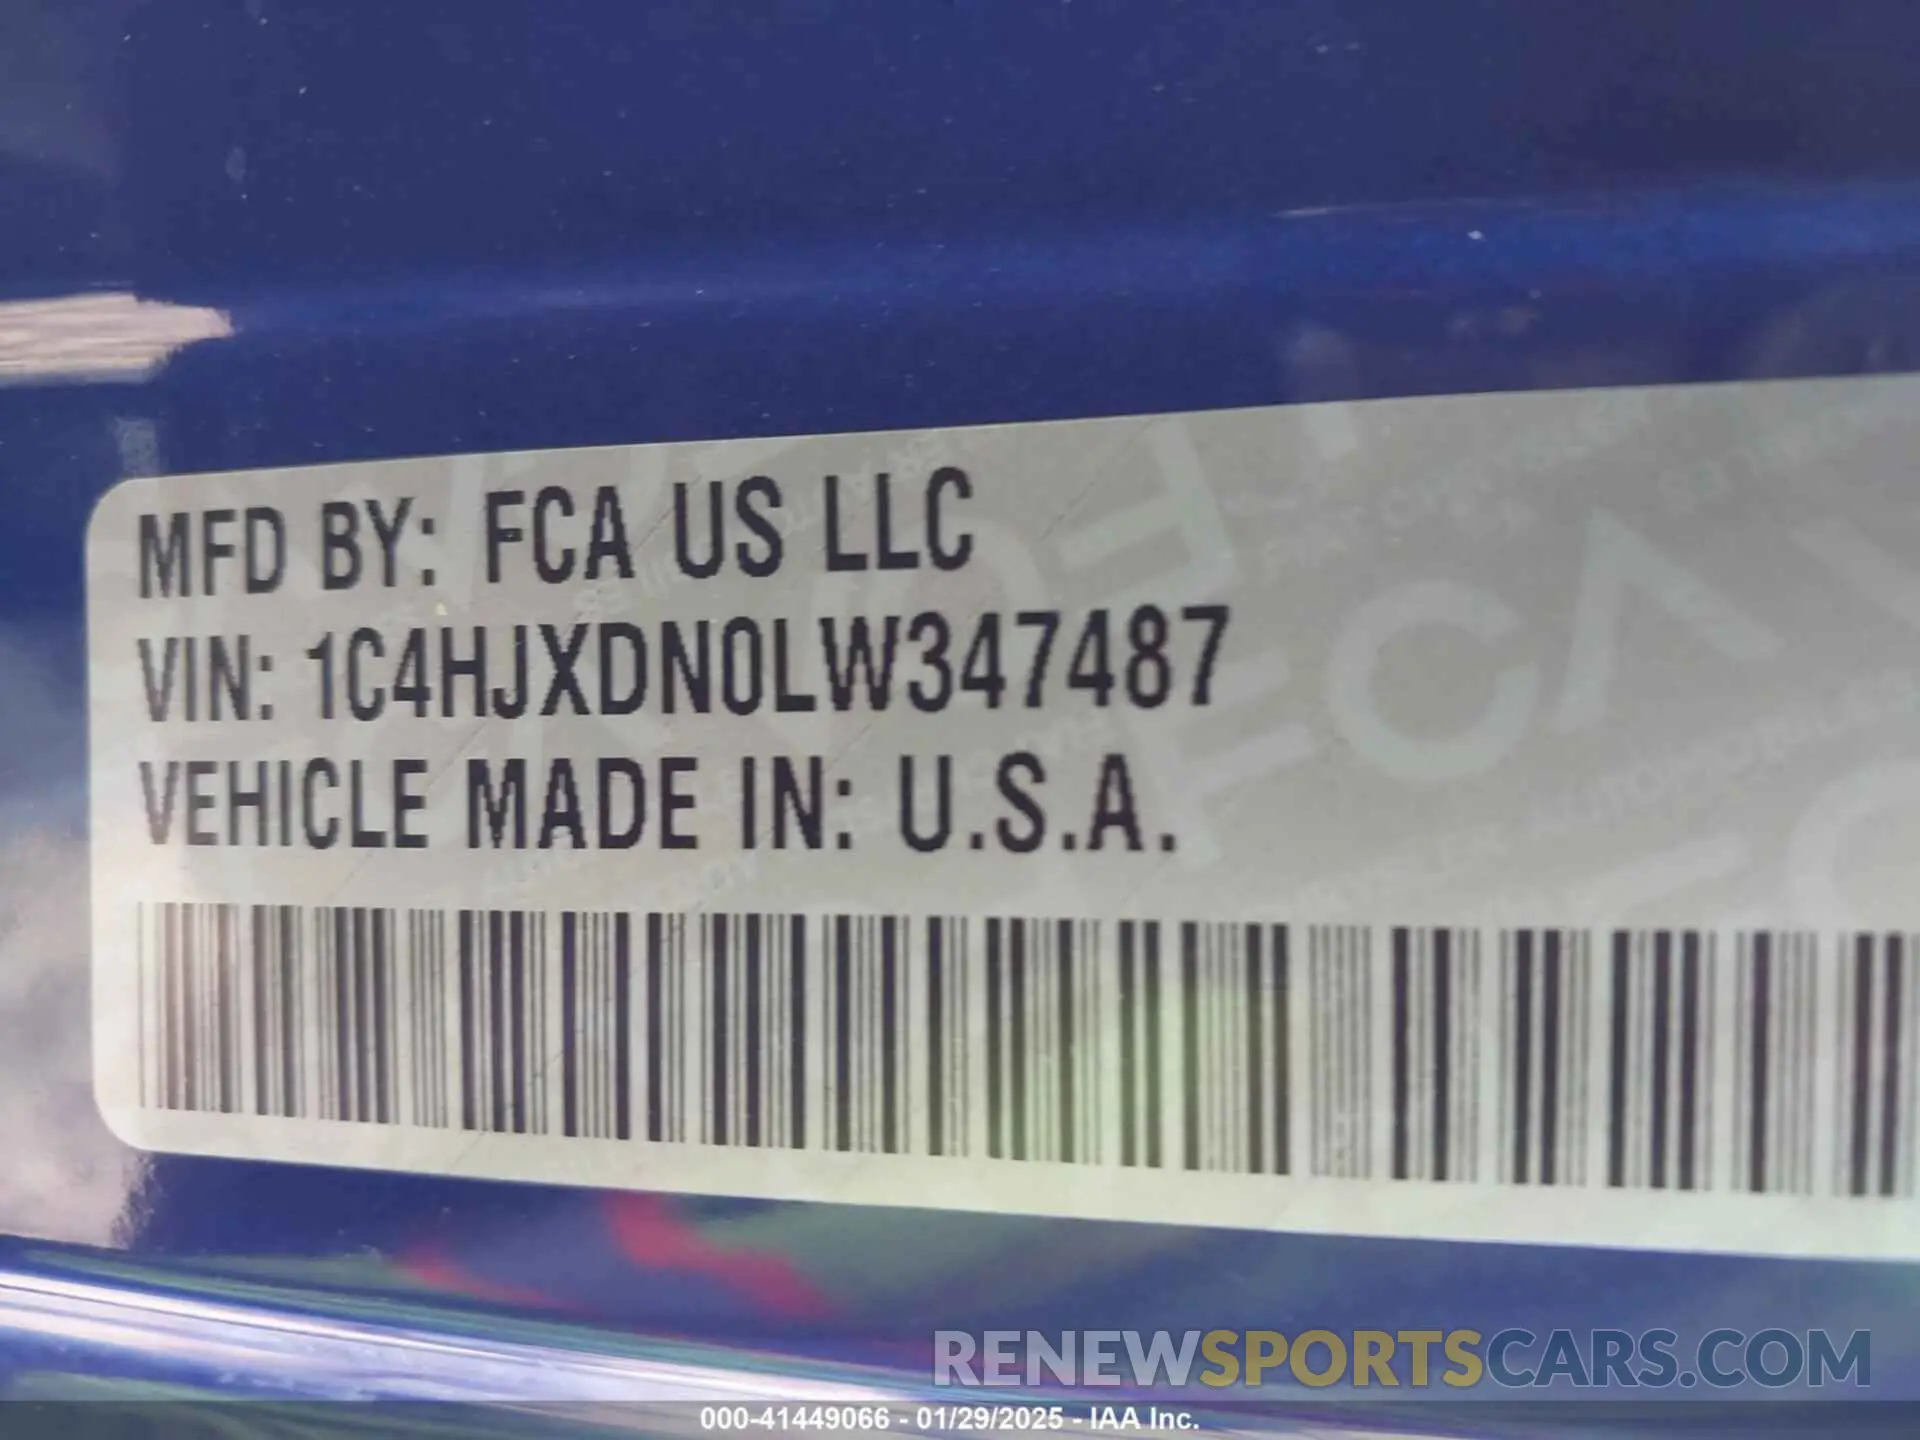 MFD BY: FCA US LLC
VIN: 1C4HJXDN0LW347487
VEHICLE MADE IN: U.S.A.
FCA
RENEWSPORTSCARS.COM
000-41449066 - 01/29/2025 - IAA Inc.